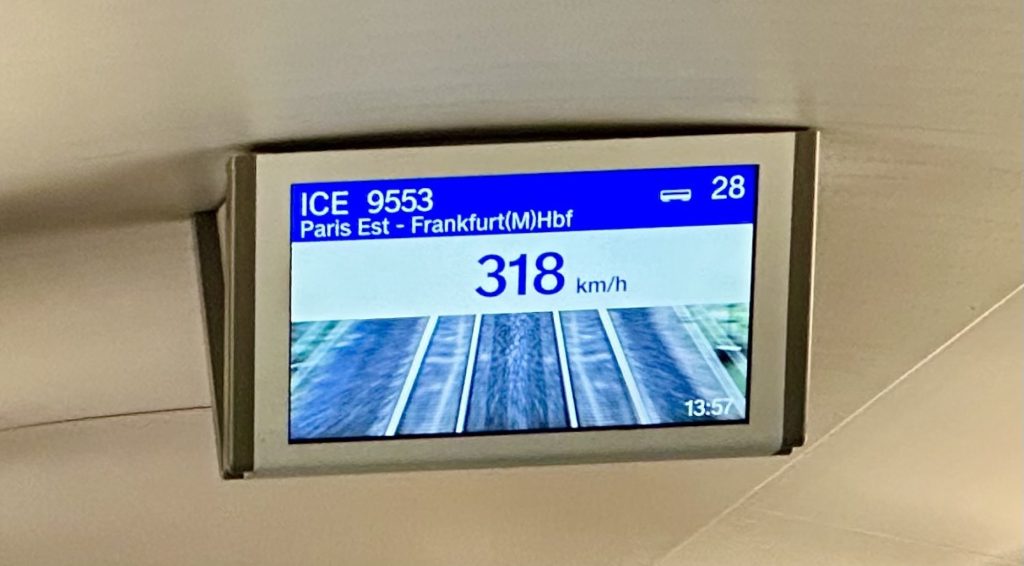 ICE 9553 28
Paris Est - Frankfurt(M)Hbf
318 km/h
13:57